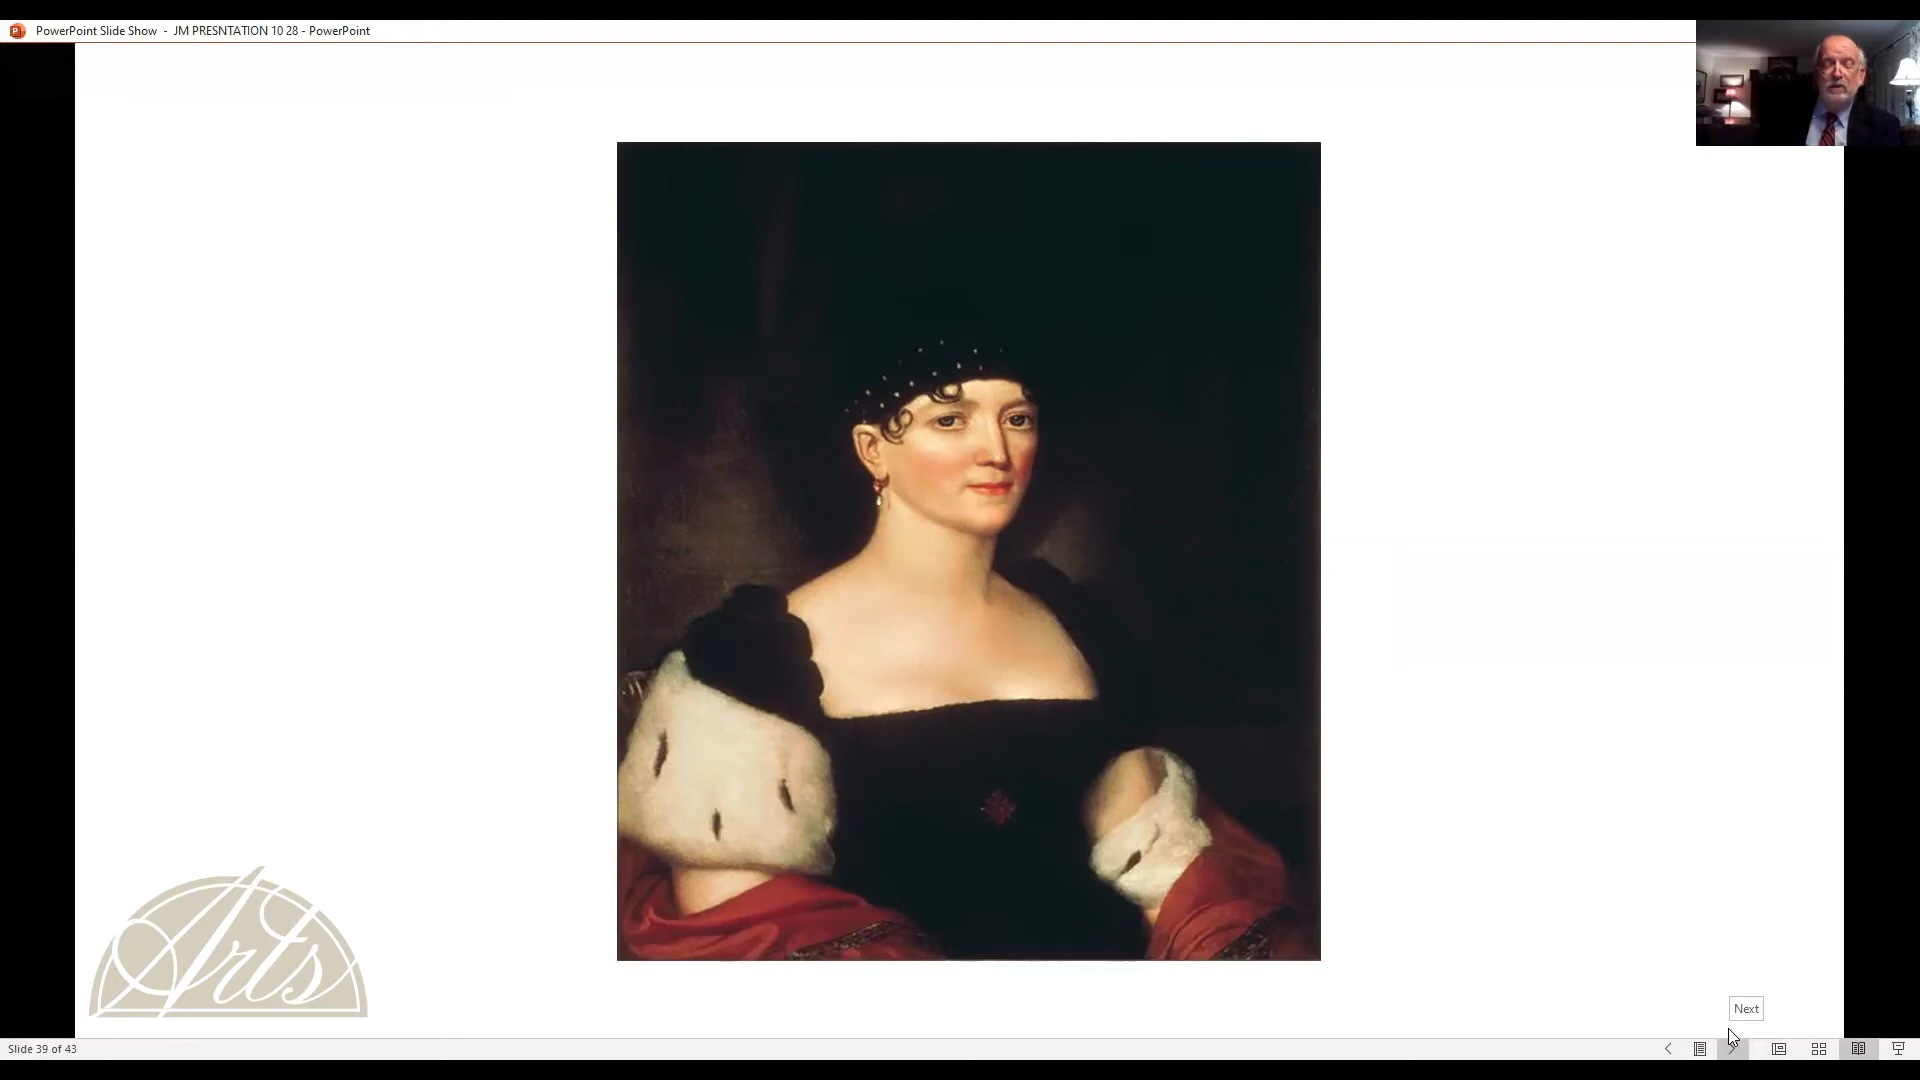 PowerPoint Slide Show - JM PRESNTATION 10 28 - PowerPoint
Arts
Next
Slide 39 of 43